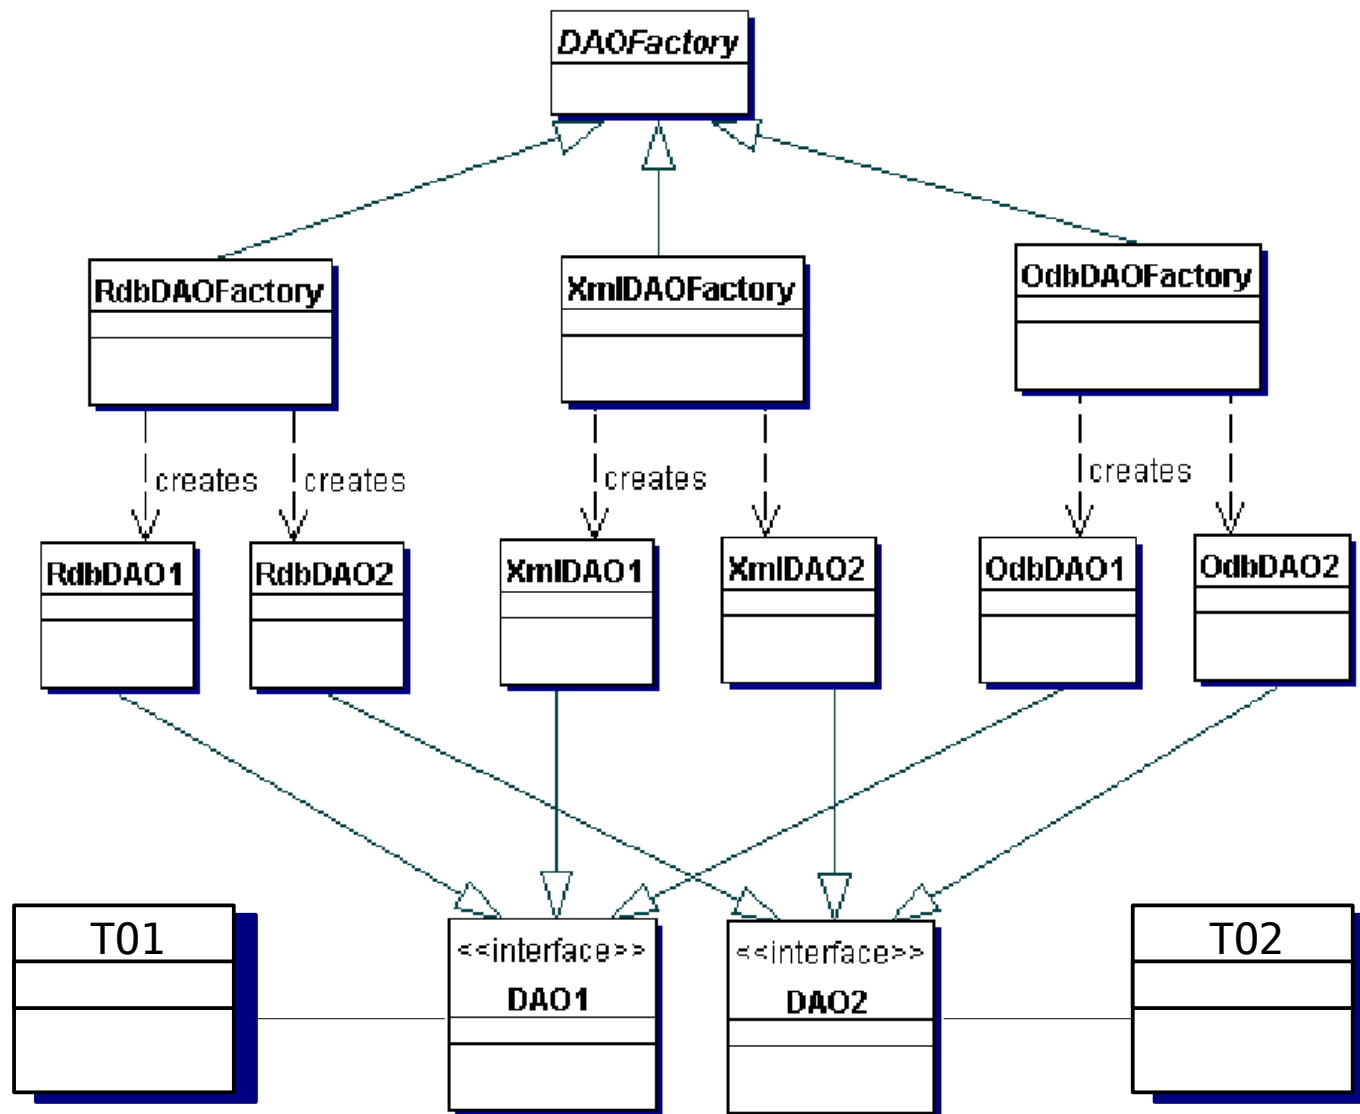 DAOFactory
RdbDAOFactory
XmlDAOFactory
OdbDAOFactory
creates
creates
creates
creates
RdbDAO1
RdbDAO2
XmlDAO1
XmlDAO2
OdbDAO1
OdbDAO2
T01
<<interface>>
DAO1
<<interface>>
DAO2
T02